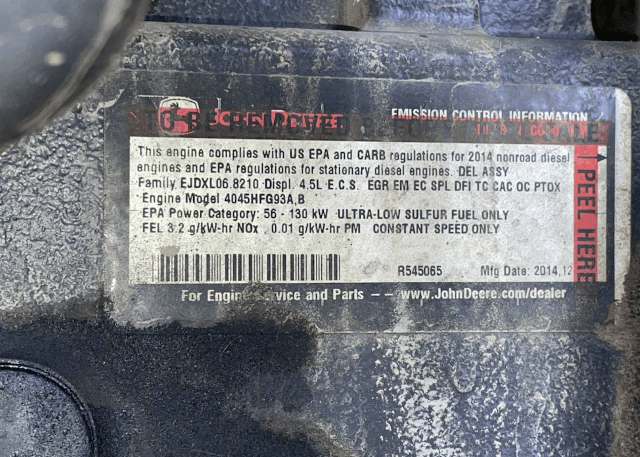 EMISSION CONTROL INFORMATION
This engine complies with US EPA and CARB regulations for 2014 nonroad diesel
engines and EPA regulations for stationary diesel engines. DEL ASSY
Family EJDXL06.8210 Displ. 4.5L E.C.S. EGR EM EC SPL DFI TC CAC OC PTOX
Engine Model 4045HFG93A,B
EPA Power Category: 56 - 130 kW ULTRA-LOW SULFUR FUEL ONLY
FEL 3.2 g/kW-hr NOx , 0.01 g/kW-hr PM CONSTANT SPEED ONLY
R545065 Mfg Date: 2014,12
For Engine Service and Parts -- www.JohnDeere.com/dealer
PEEL HERE